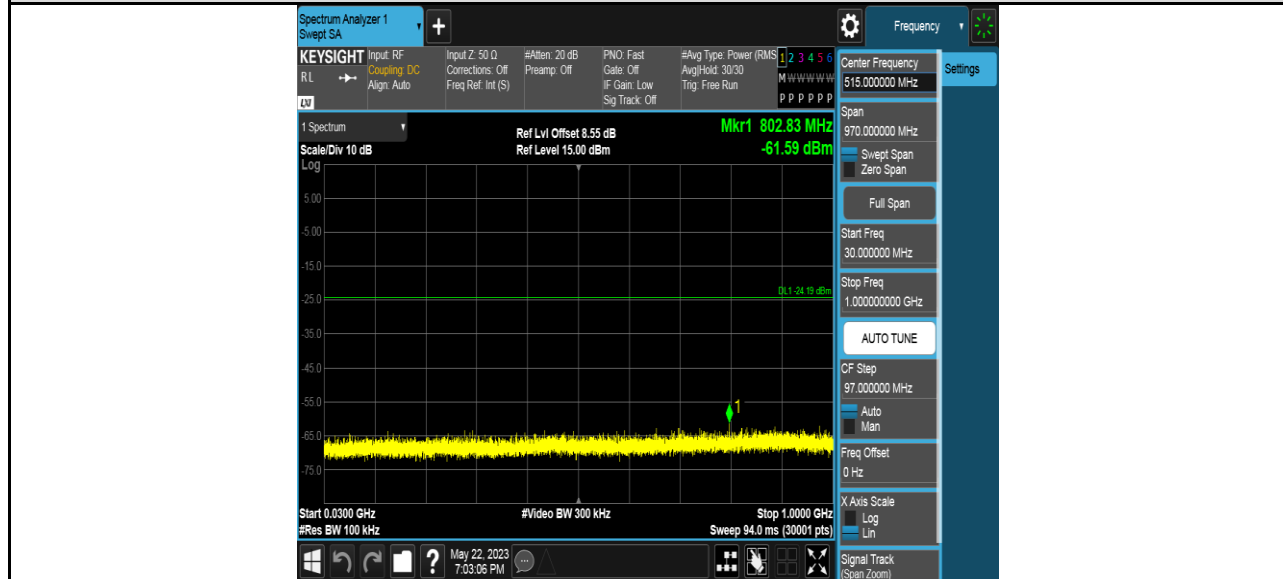 Spectrum Analyzer 1
Swept SA
+
Frequency
KEYSIGHT
RL
LXI
Input: RF
Coupling: DC
Align: Auto
Input Z: 50 Ω
Corrections: Off
Freq Ref: Int (S)
#Atten: 20 dB
Preamp: Off
PNO: Fast
Gate: Off
IF Gain: Low
Sig Track: Off
#Avg Type: Power (RMS
Avg|Hold: 30/30
Trig: Free Run
1 2 3 4 5 6
M W W W W W
P P P P P P
1 Spectrum
Scale/Div 10 dB
Ref Lvl Offset 8.55 dB
Ref Level 15.00 dBm
Mkr1 802.83 MHz
-61.59 dBm
Log
5.00
-5.00
-15.0
DL1 -24.19 dBm
-25.0
-35.0
-45.0
-55.0
1
-65.0
-75.0
Start 0.0300 GHz
#Video BW 300 kHz
Stop 1.0000 GHz
#Res BW 100 kHz
Sweep 94.0 ms (30001 pts)
?
May 22, 2023
7:03:06 PM
Center Frequency
515.000000 MHz
Settings
Span
970.000000 MHz
Swept Span
Zero Span
Full Span
Start Freq
30.000000 MHz
Stop Freq
1.000000000 GHz
AUTO TUNE
CF Step
97.000000 MHz
Auto
Man
Freq Offset
0 Hz
X Axis Scale
Log
Lin
Signal Track
(Span Zoom)